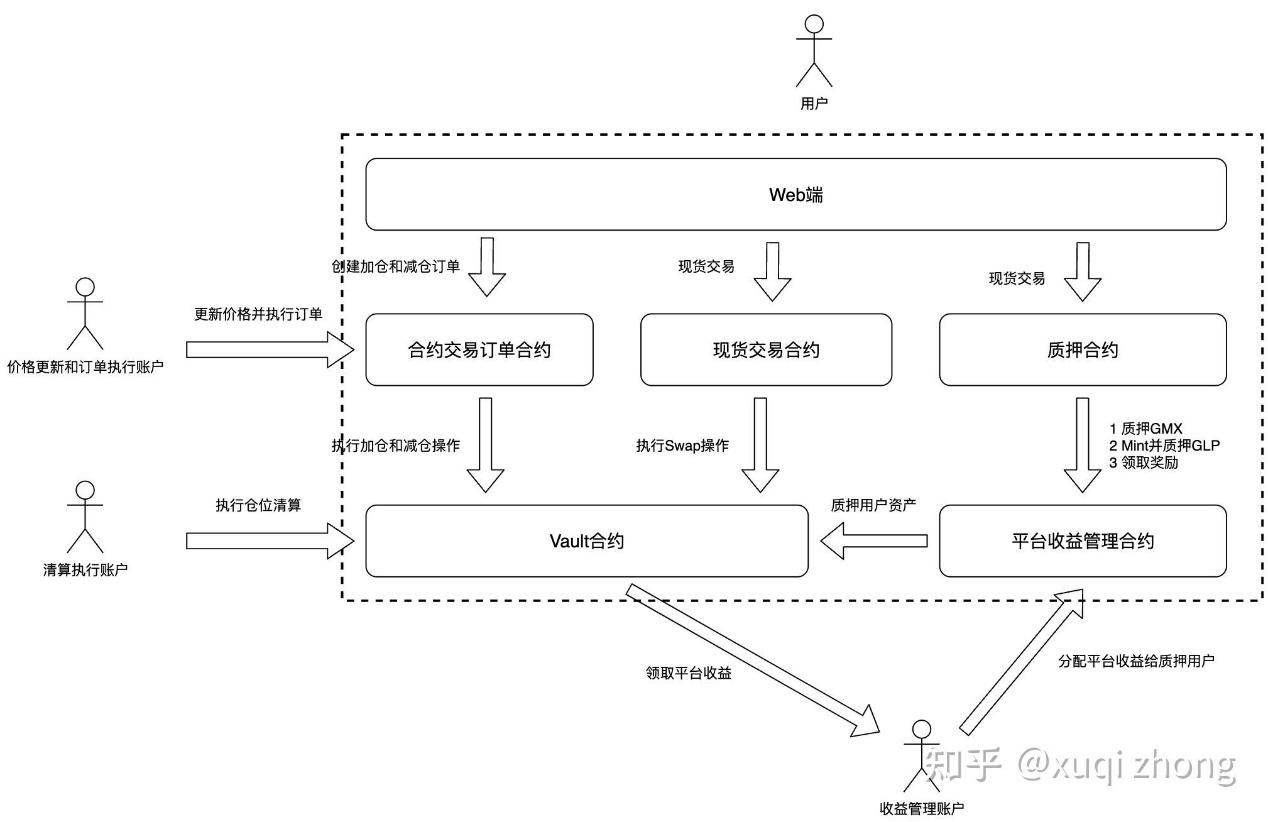 用户
Web端
创建加仓和减仓订单
现货交易
现货交易
更新价格并执行订单
价格更新和订单执行账户
合约交易订单合约
现货交易合约
质押合约
执行加仓和减仓操作
执行Swap操作
1 质押GMX
2 Mint并质押GLP
3 领取奖励
执行仓位清算
清算执行账户
Vault合约
质押用户资产
平台收益管理合约
领取平台收益
分配平台收益给质押用户
收益管理账户
知乎 @xuqi zhong